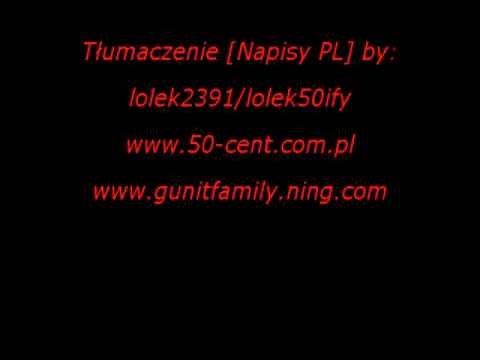 Tłumaczenie [Napisy PL] by:
lolek2391/lolek50ify
www.50-cent.com.pl
www.gunitfamily.ning.com